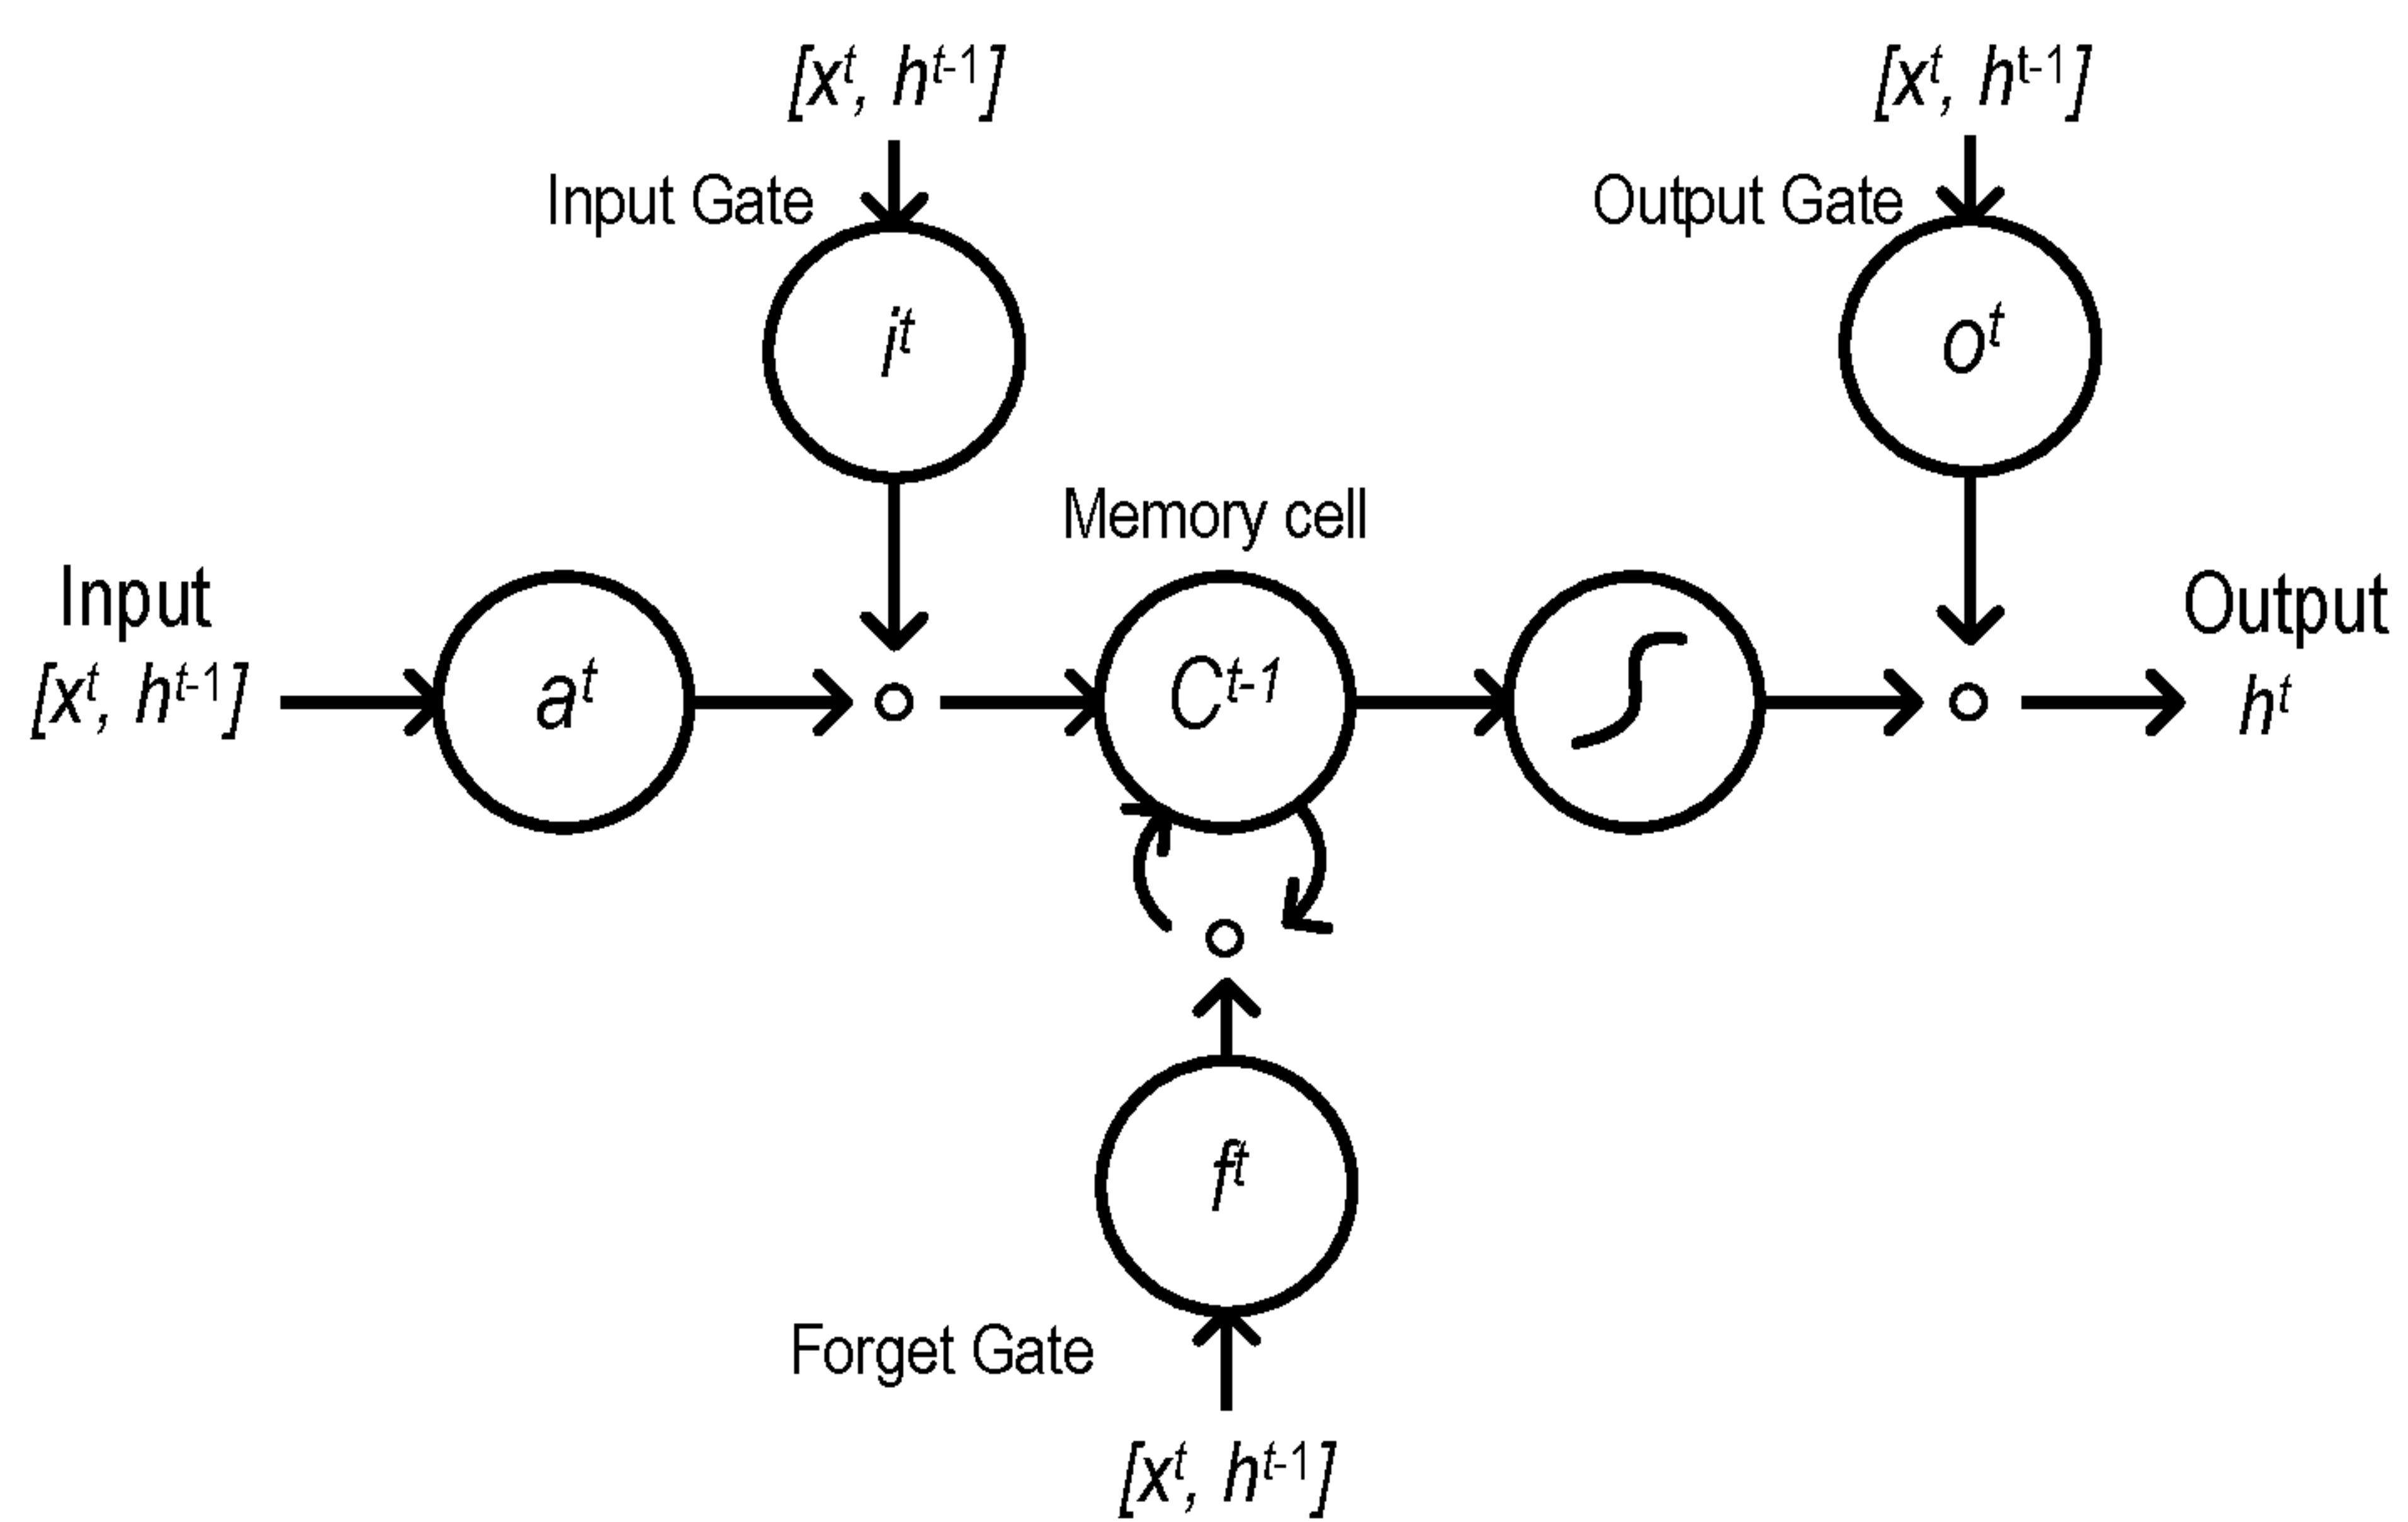 [xᵗ, hᵗ⁻¹]
[xᵗ, hᵗ⁻¹]
Input Gate
Output Gate
iᵗ
oᵗ
Memory cell
Input
Output
[xᵗ, hᵗ⁻¹]
aᵗ
Cᵗ⁻¹
hᵗ
fᵗ
Forget Gate
[xᵗ, hᵗ⁻¹]